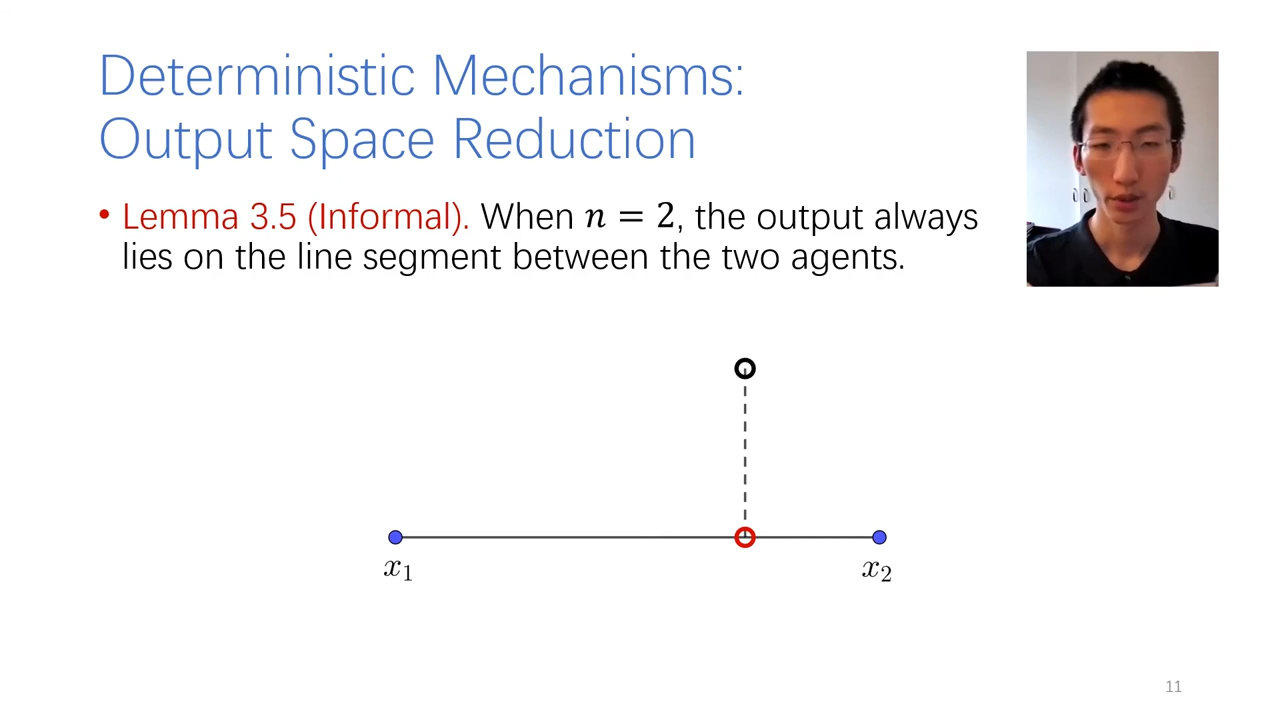 Deterministic Mechanisms:
Output Space Reduction
• Lemma 3.5 (Informal). When n = 2, the output always
lies on the line segment between the two agents.
x₁
x₂
11